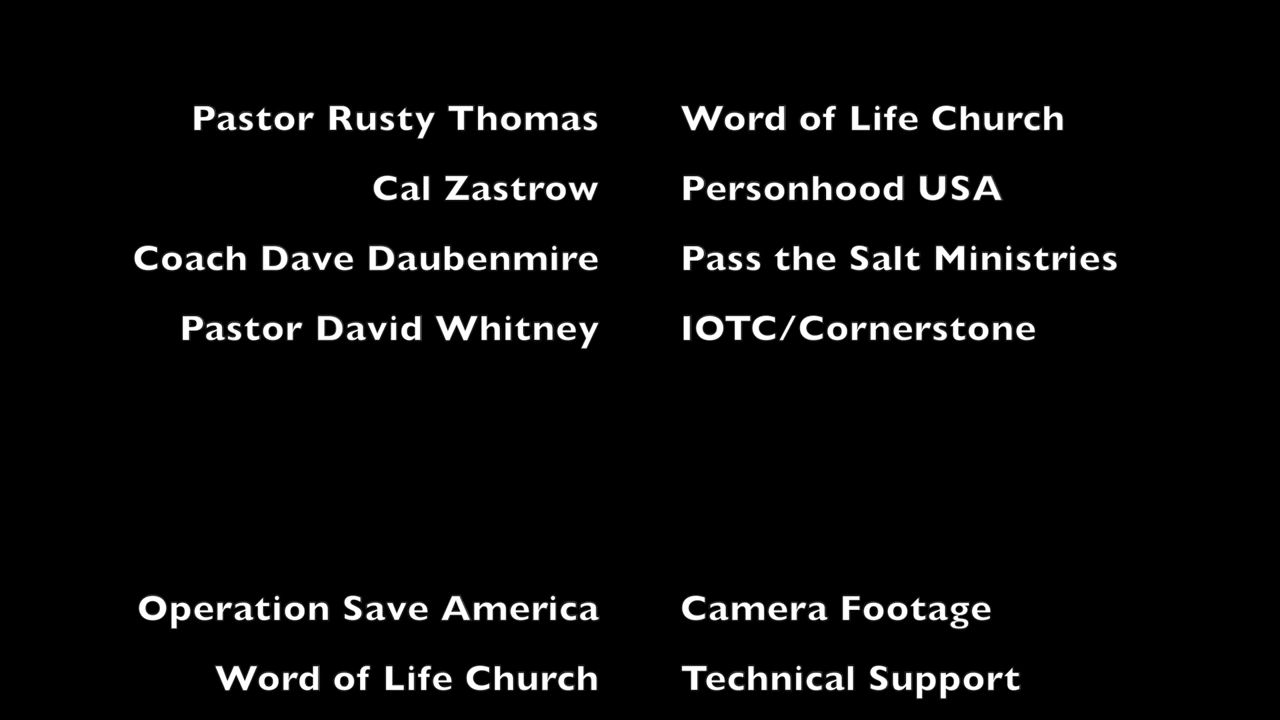 Pastor Rusty Thomas Word of Life Church
Cal Zastrow Personhood USA
Coach Dave Daubenmire Pass the Salt Ministries
Pastor David Whitney IOTC/Cornerstone
Operation Save America Camera Footage
Word of Life Church Technical Support